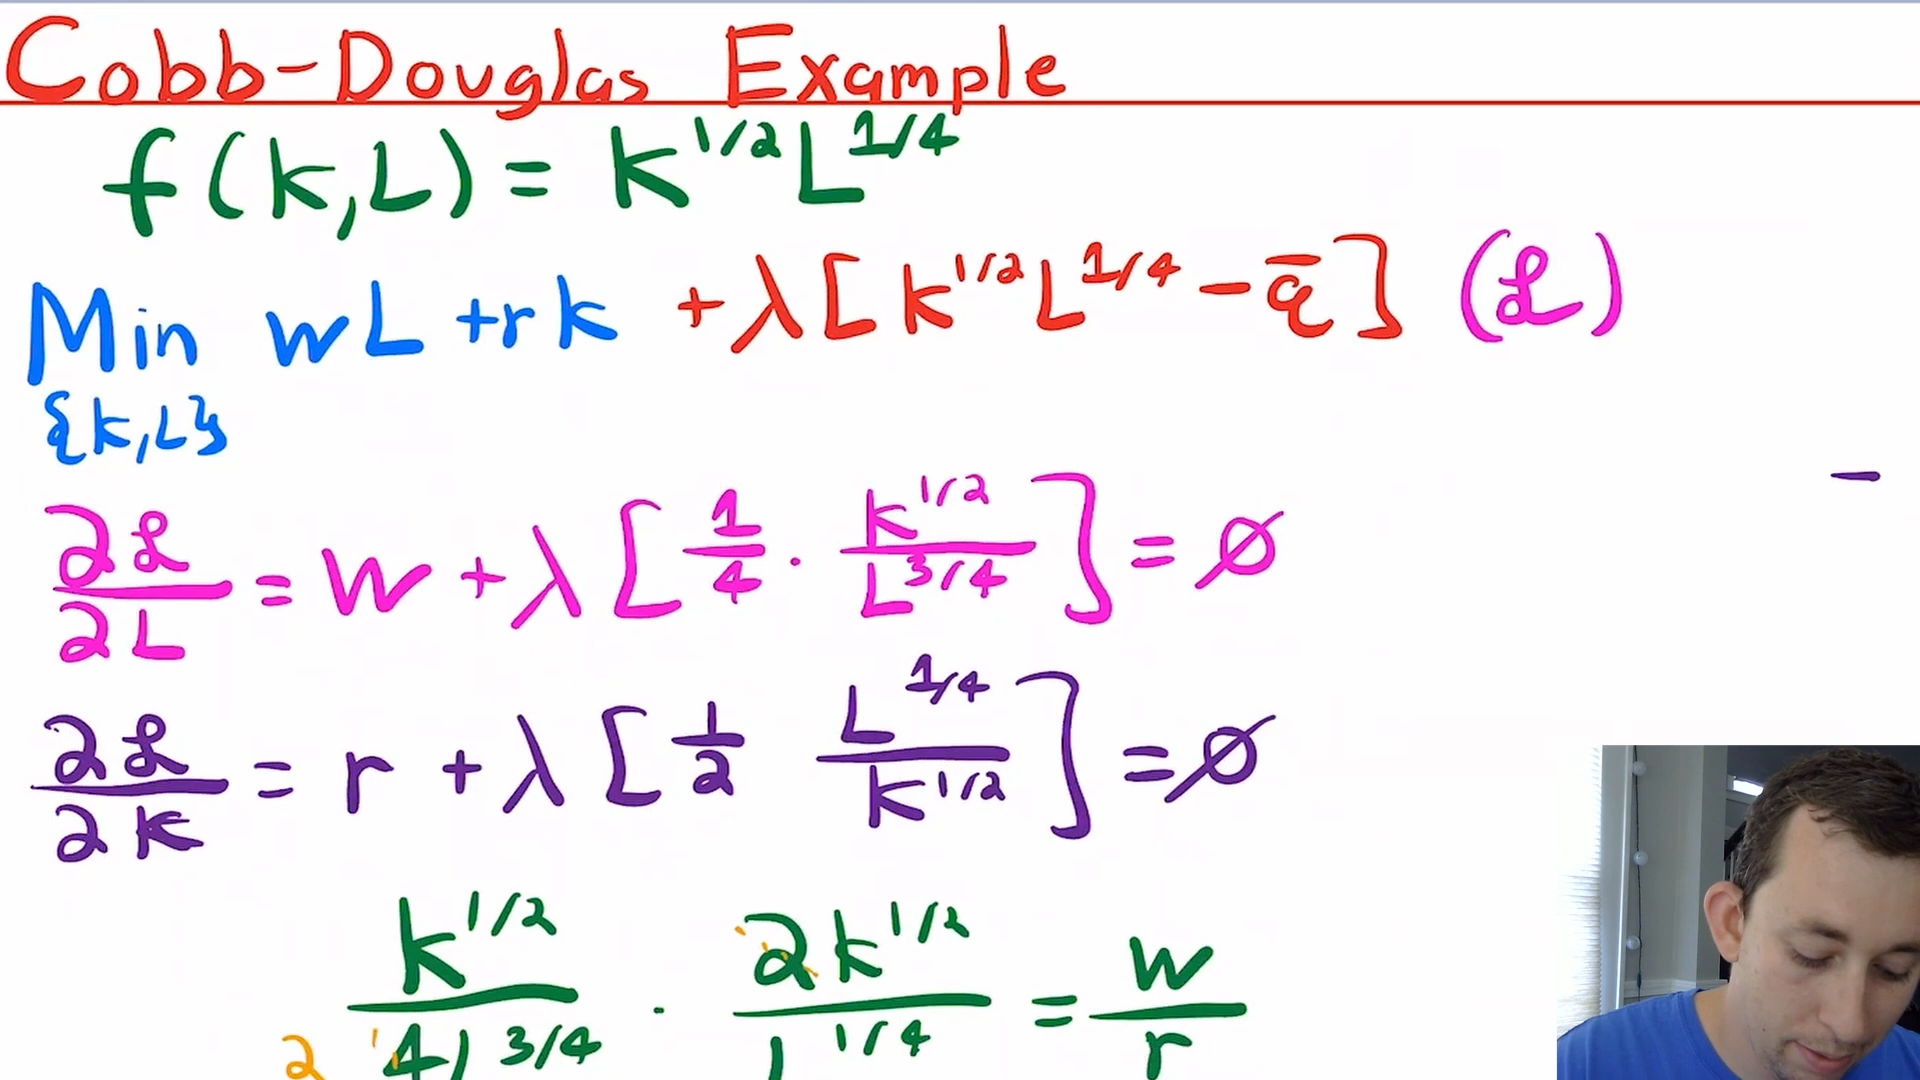 Cobb-Douglas Example
f(K,L) = K^1/2 L^1/4
Min wL + rK + λ[K^1/2 L^1/4 - q̄] (ℒ)
{K,L}
∂ℒ/∂L = w + λ[1/4 · K^1/2 / L^3/4] = ∅
∂ℒ/∂K = r + λ[1/2 L^1/4 / K^1/2] = ∅
K^1/2 / 4L^3/4 · 2K^1/2 / L^1/4 = w/r
2